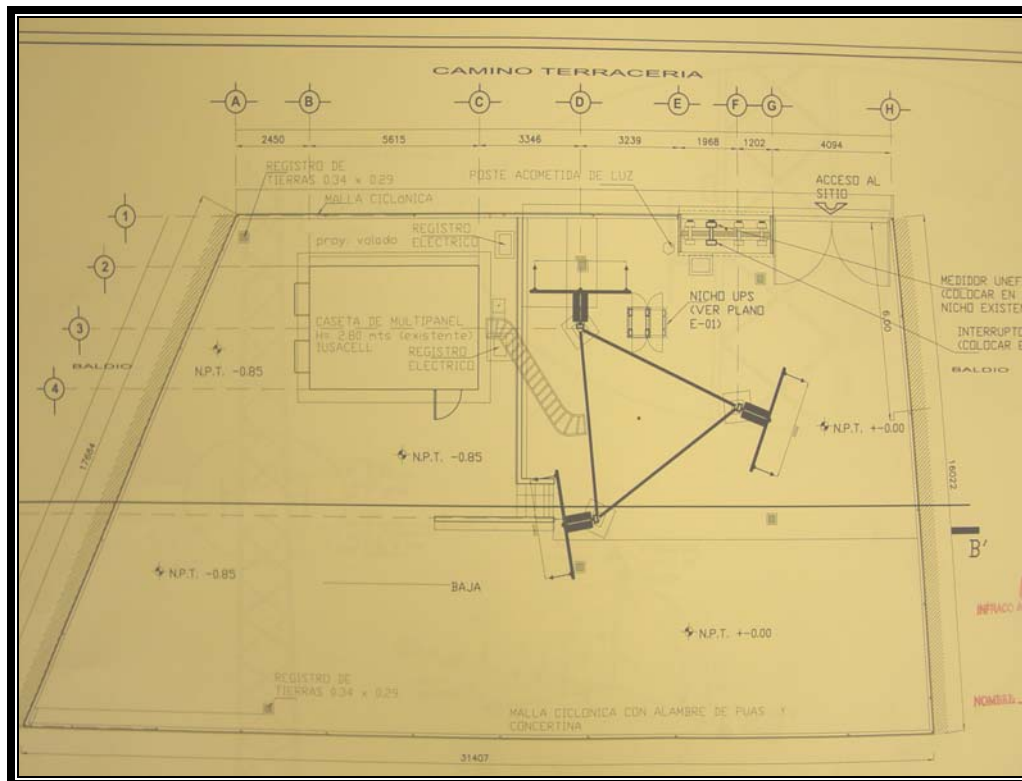 CAMINO TERRACERIA
A B C D E F G H
2450 5615 3346 3239 1968 1202 4094
REGISTRO DE
TIERRAS 0.34 x 0.29
MALLA CICLONICA
POSTE ACOMETIDA DE LUZ
ACCESO AL
SITIO
1
2
3
4
proy. volado
REGISTRO
ELECTRICO
MEDIDOR
(COLOCAR EN
NICHO
NICHO UPS
(VER PLANO
E-01)
6.00
(COLOCAR
CASETA DE MULTIPANEL
H= 2.80 mts (existente)
IUSACELL
REGISTRO
ELECTRICO
BALDIO
BALDIO
N.P.T. -0.85
N.P.T. +-0.00
N.P.T. -0.85
17684
16022
B'
N.P.T. -0.85
BAJA
N.P.T. +-0.00
INFRACO
REGISTRO DE
TIERRAS 0.34 x 0.29
NOMBRE
MALLA CICLONICA CON ALAMBRE DE PUAS Y
CONCERTINA
31407